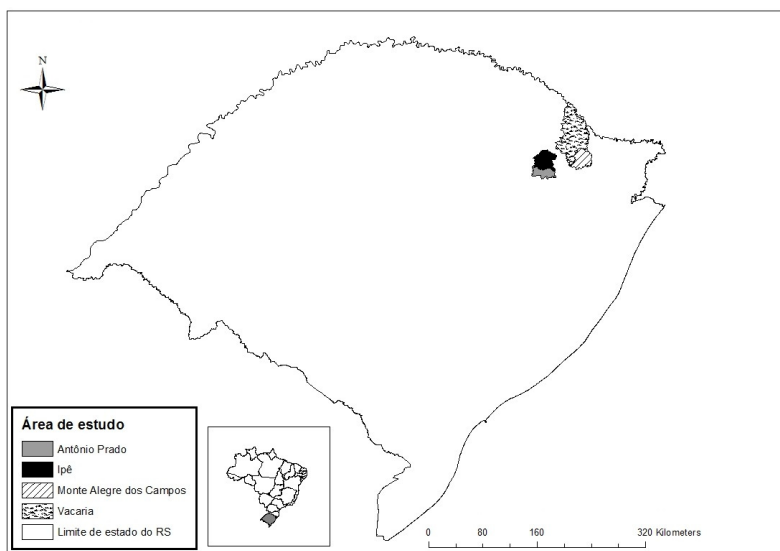 N
Área de estudo
Antônio Prado
Ipê
Monte Alegre dos Campos
Vacaria
Limite de estado do RS
0 80 160 320 Kilometers